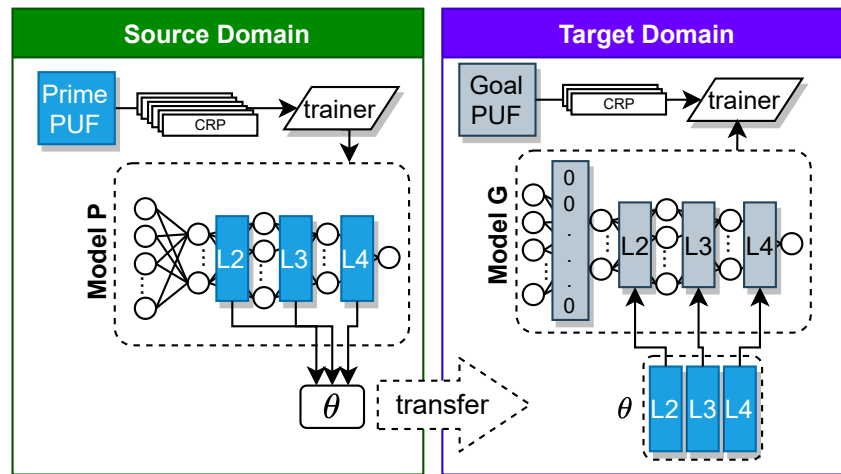 Source Domain
Prime
PUF
CRP
trainer
Model P
L2
L3
L4
θ
transfer
Target Domain
Goal
PUF
CRP
trainer
Model G
0
0
.
.
.
0
L2
L3
L4
θ
L2
L3
L4